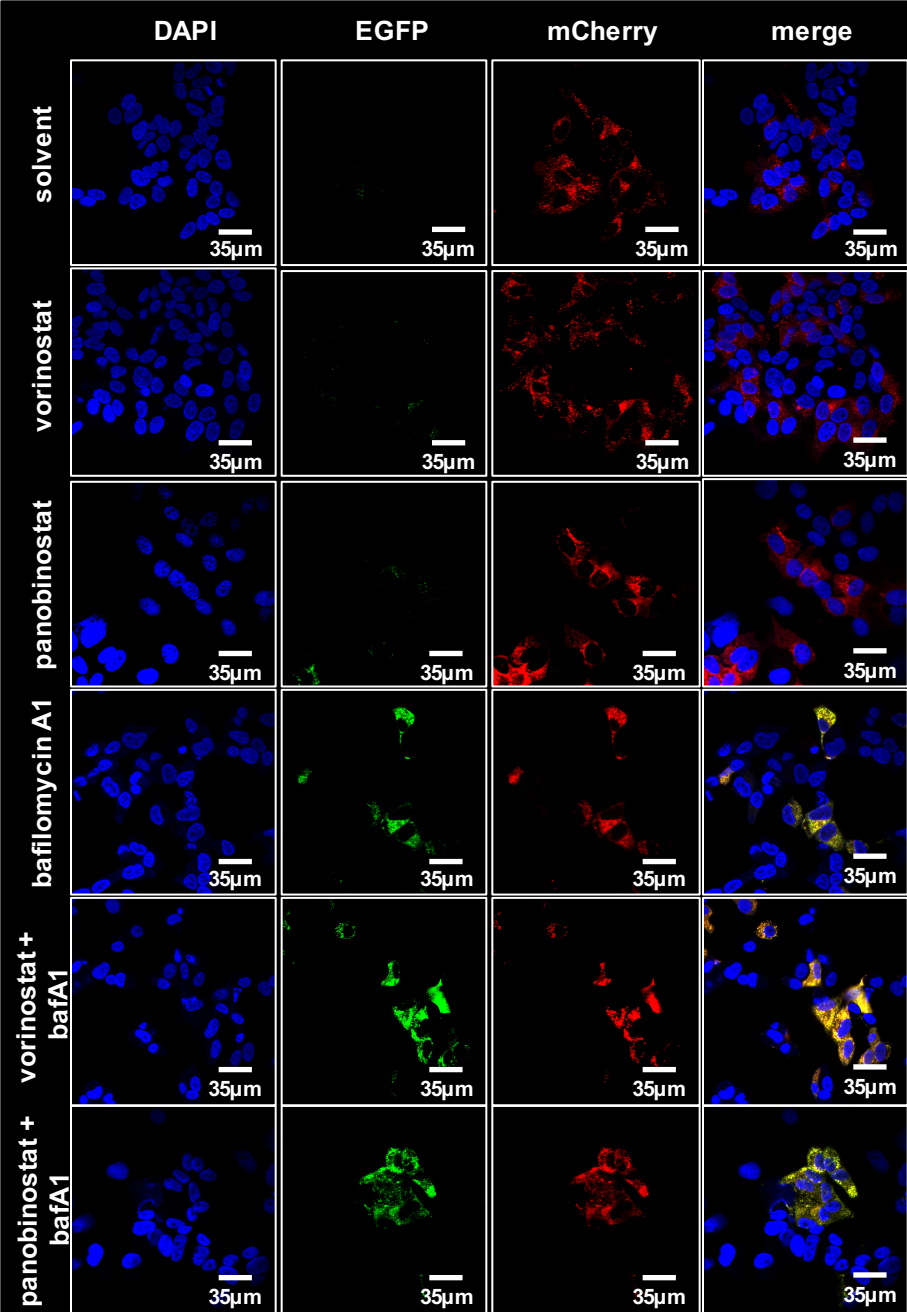 DAPI EGFP mCherry merge
solvent
35µm 35µm 35µm 35µm
vorinostat
35µm 35µm 35µm 35µm
panobinostat
35µm 35µm 35µm 35µm
bafilomycin A1
35µm 35µm 35µm 35µm
vorinostat +
bafA1
35µm 35µm 35µm 35µm
panobinostat +
bafA1
35µm 35µm 35µm 35µm